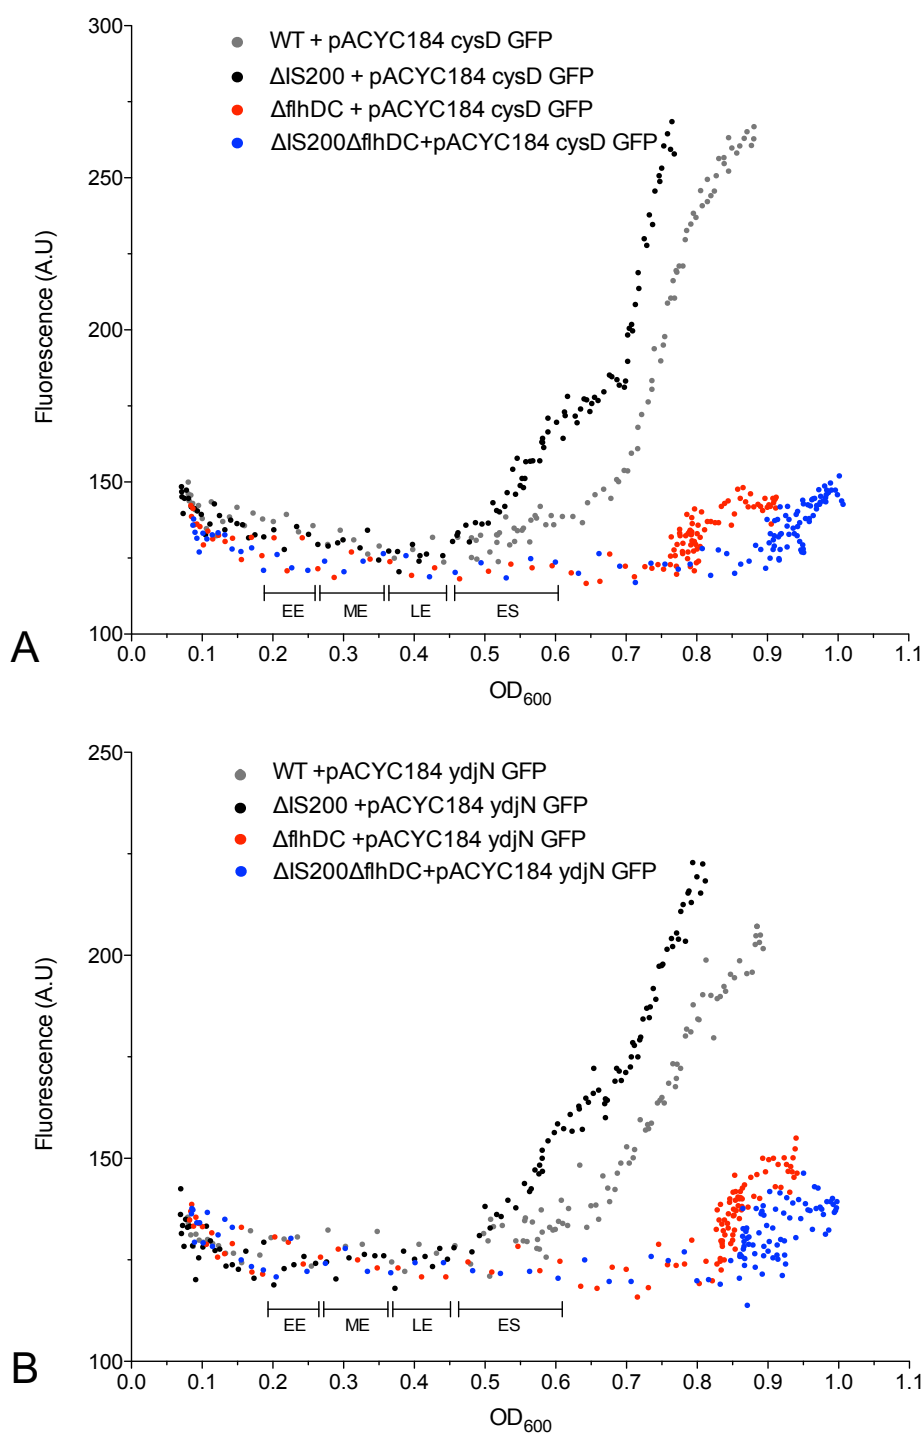 300
WT + pACYC184 cysD GFP
ΔIS200 + pACYC184 cysD GFP
ΔflhDC + pACYC184 cysD GFP
ΔIS200ΔflhDC+pACYC184 cysD GFP
250
200
150
100
Fluorescence (A.U)
EE ME LE ES
A
0.0 0.1 0.2 0.3 0.4 0.5 0.6 0.7 0.8 0.9 1.0 1.1
OD600
250
WT +pACYC184 ydjN GFP
ΔIS200 +pACYC184 ydjN GFP
ΔflhDC +pACYC184 ydjN GFP
ΔIS200ΔflhDC+pACYC184 ydjN GFP
200
150
100
Fluorescence (A.U)
EE ME LE ES
B
0.0 0.1 0.2 0.3 0.4 0.5 0.6 0.7 0.8 0.9 1.0 1.1
OD600